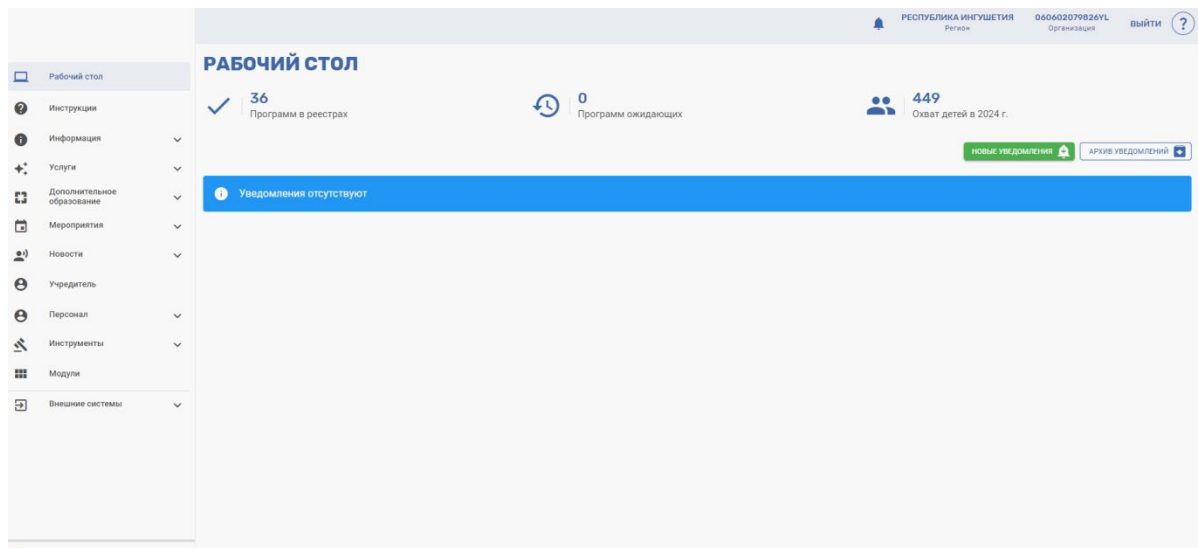 РЕСПУБЛИКА ИНГУШЕТИЯ
Регион
060602079826YL
Организация
ВЫЙТИ
?
РАБОЧИЙ СТОЛ
Рабочий стол
Инструкции
Информация
Услуги
Дополнительное
образование
Мероприятия
Новости
Учредитель
Персонал
Инструменты
Модули
Внешние системы
36
Программ в реестрах
0
Программ ожидающих
449
Охват детей в 2024 г.
НОВЫЕ УВЕДОМЛЕНИЯ
АРХИВ УВЕДОМЛЕНИЙ
Уведомления отсутствуют